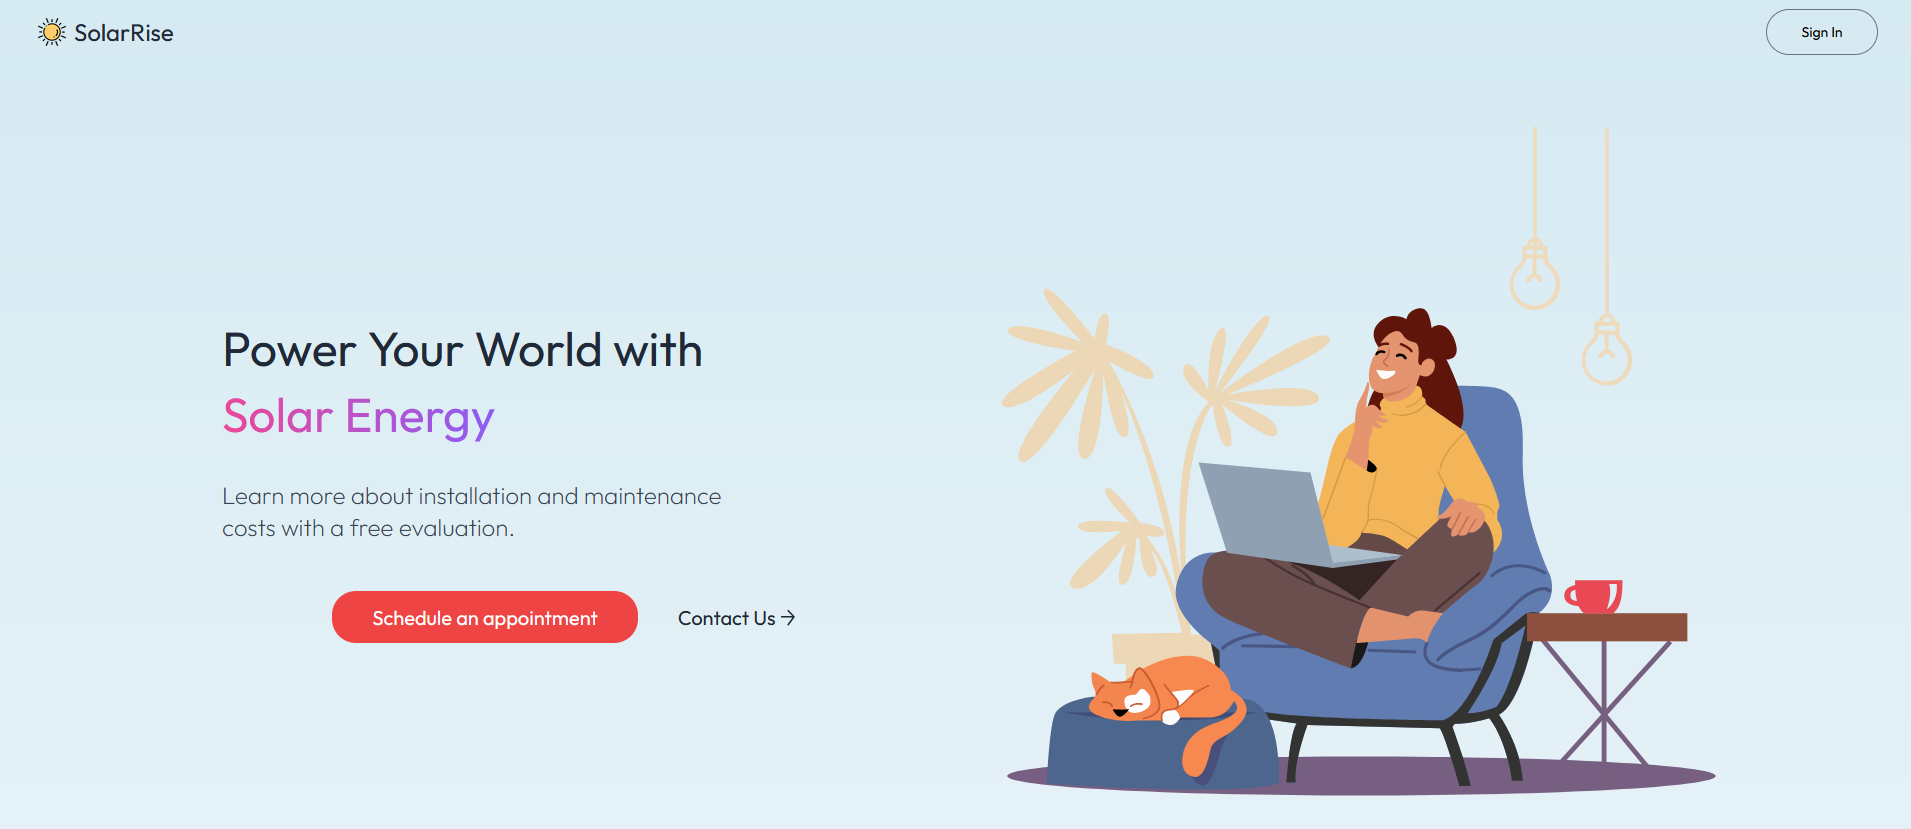 SolarRise
Sign In
Power Your World with
Solar Energy
Learn more about installation and maintenance
costs with a free evaluation.
Schedule an appointment
Contact Us →